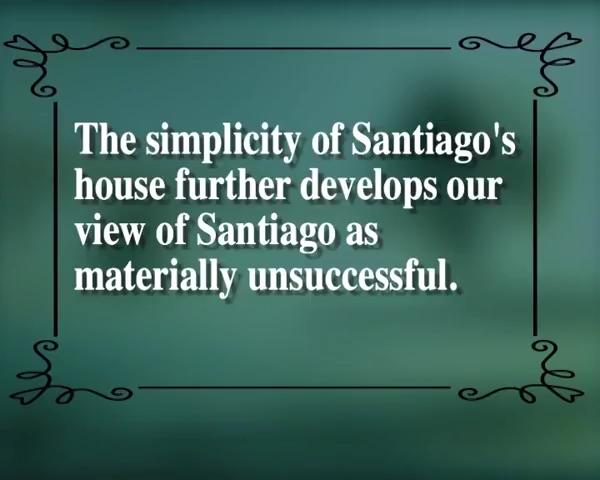 The simplicity of Santiago's
house further develops our
view of Santiago as
materially unsuccessful.